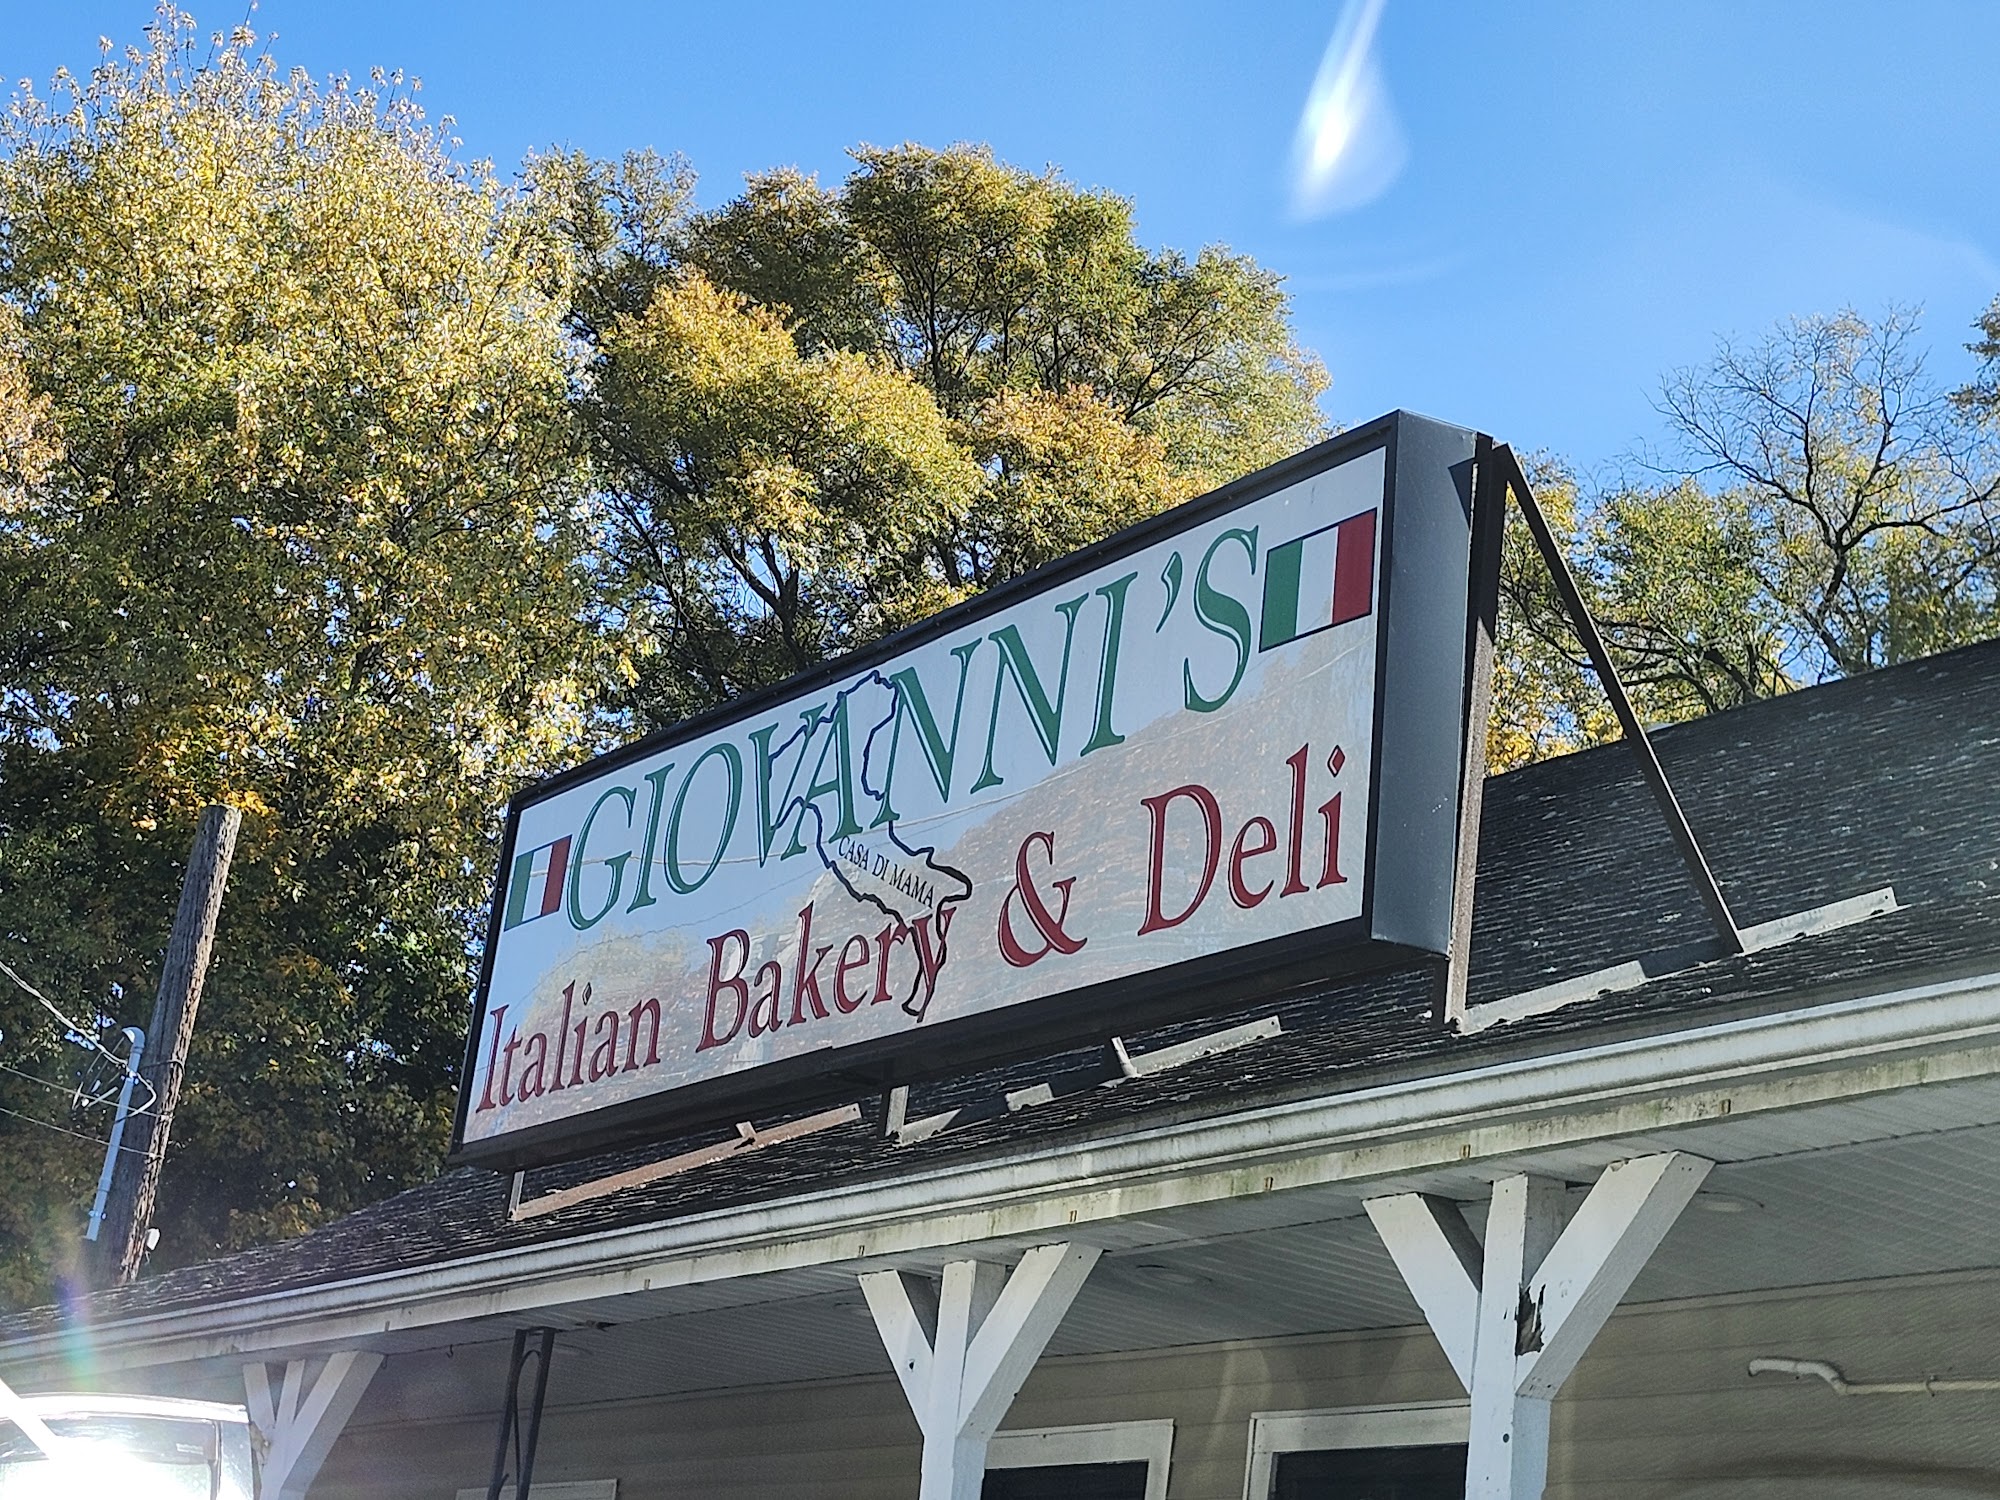 GIOVANNI'S
CASA DI MAMA
Italian Bakery & Deli